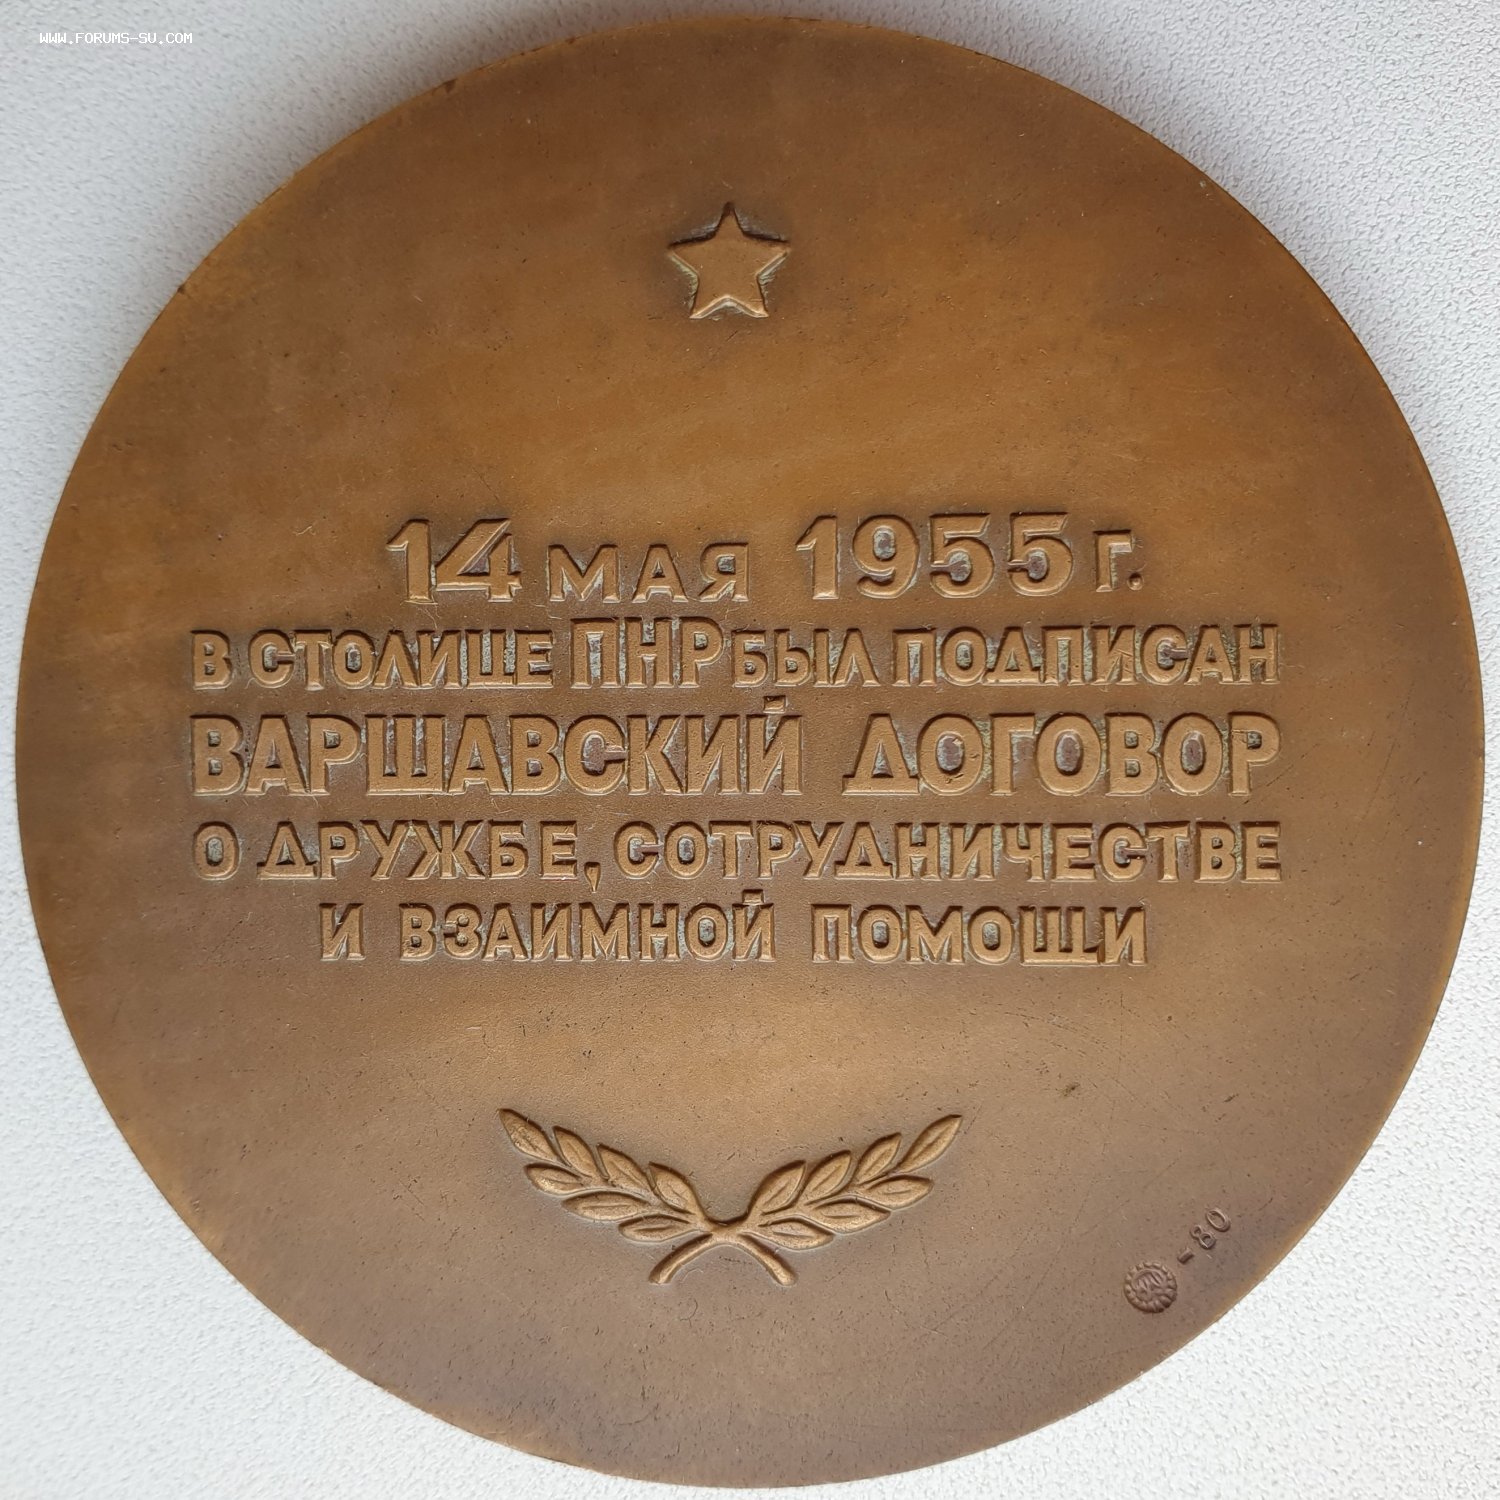 WWW.FORUMS-SU.COM
14 МАЯ 1955 г.
В СТОЛИЦЕ ПНР БЫЛ ПОДПИСАН
ВАРШАВСКИЙ ДОГОВОР
О ДРУЖБЕ, СОТРУДНИЧЕСТВЕ
И ВЗАИМНОЙ ПОМОЩИ
-80